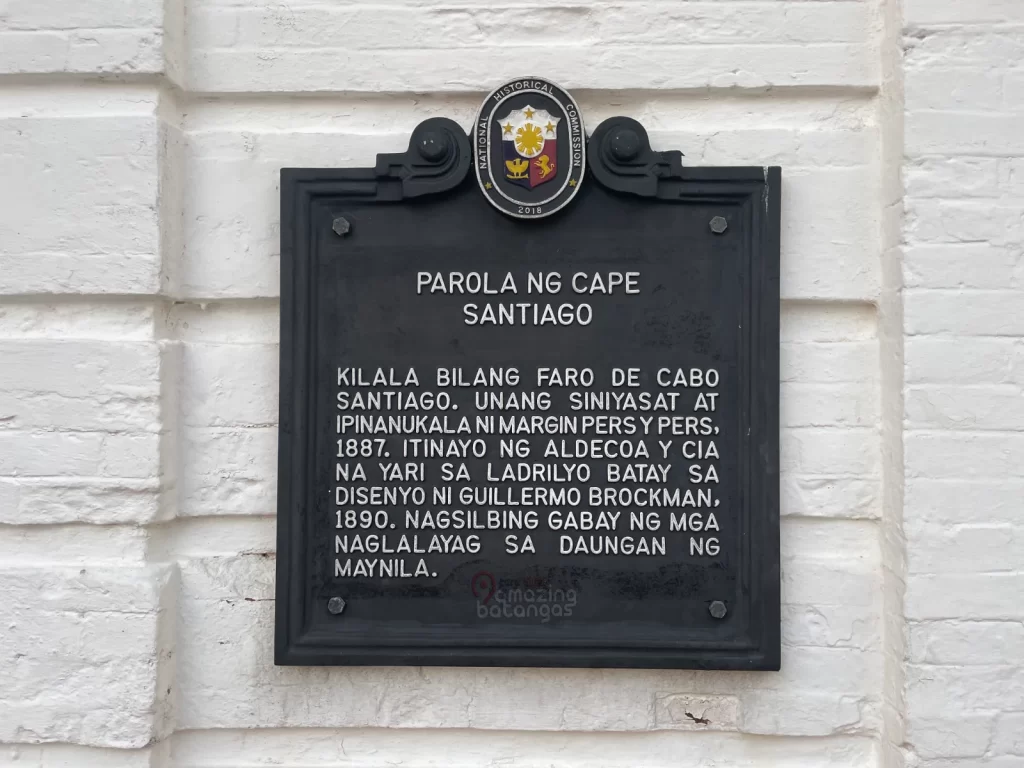 NATIONAL HISTORICAL COMMISSION
2018
PAROLA NG CAPE
SANTIAGO
KILALA BILANG FARO DE CABO
SANTIAGO. UNANG SINIYASAT AT
IPINANUKALA NI MARGIN PERS Y PERS,
1887. ITINAYO NG ALDECOA Y CIA
NA YARI SA LADRILYO BATAY SA
DISENYO NI GUILLERMO BROCKMAN,
1890. NAGSILBING GABAY NG MGA
NAGLALAYAG SA DAUNGAN NG
MAYNILA.
amazing
batangas